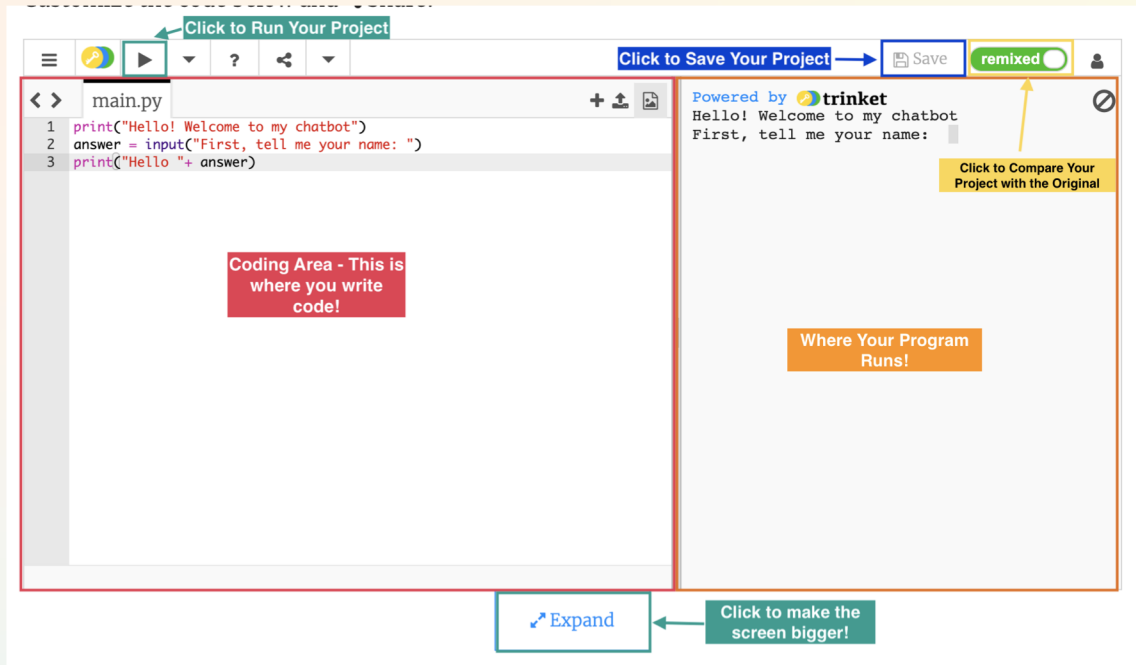 Click to Run Your Project
?
Click to Save Your Project
Save
remixed
main.py
1 print("Hello! Welcome to my chatbot")
2 answer = input("First, tell me your name: ")
3 print("Hello "+ answer)
Powered by trinket
Hello! Welcome to my chatbot
First, tell me your name:
Click to Compare Your
Project with the Original
Coding Area - This is
where you write
code!
Where Your Program
Runs!
Expand
Click to make the
screen bigger!